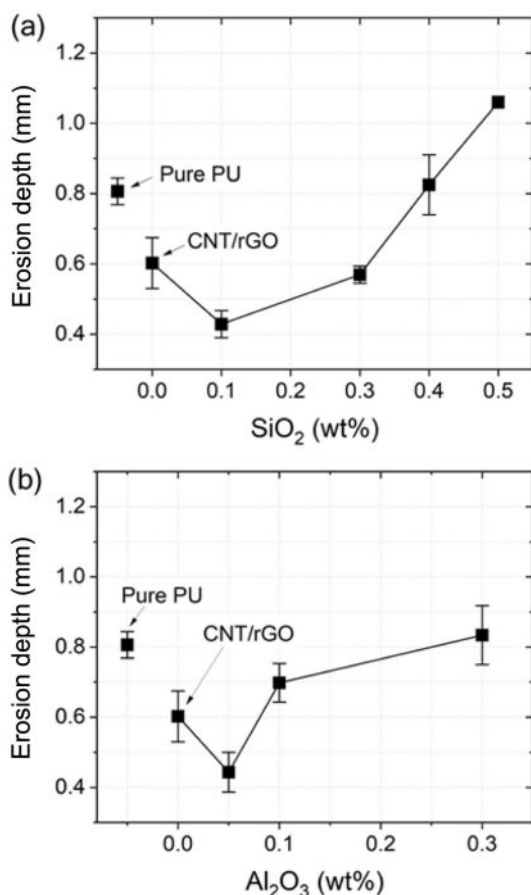 (a)
1.2
1.0
0.8
0.6
0.4
Erosion depth (mm)
Pure PU
CNT/rGO
0.0 0.1 0.2 0.3 0.4 0.5
SiO₂ (wt%)
(b)
1.2
1.0
0.8
0.6
0.4
Erosion depth (mm)
Pure PU
CNT/rGO
0.0 0.1 0.2 0.3
Al₂O₃ (wt%)